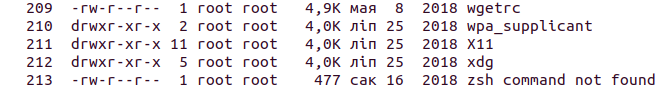 209 -rw-r--r-- 1 root root 4,9K мая 8 2018 wgetrc
210 drwxr-xr-x 2 root root 4,0K ліп 25 2018 wpa_supplicant
211 drwxr-xr-x 11 root root 4,0K ліп 25 2018 X11
212 drwxr-xr-x 5 root root 4,0K ліп 25 2018 xdg
213 -rw-r--r-- 1 root root 477 сак 16 2018 zsh command not found